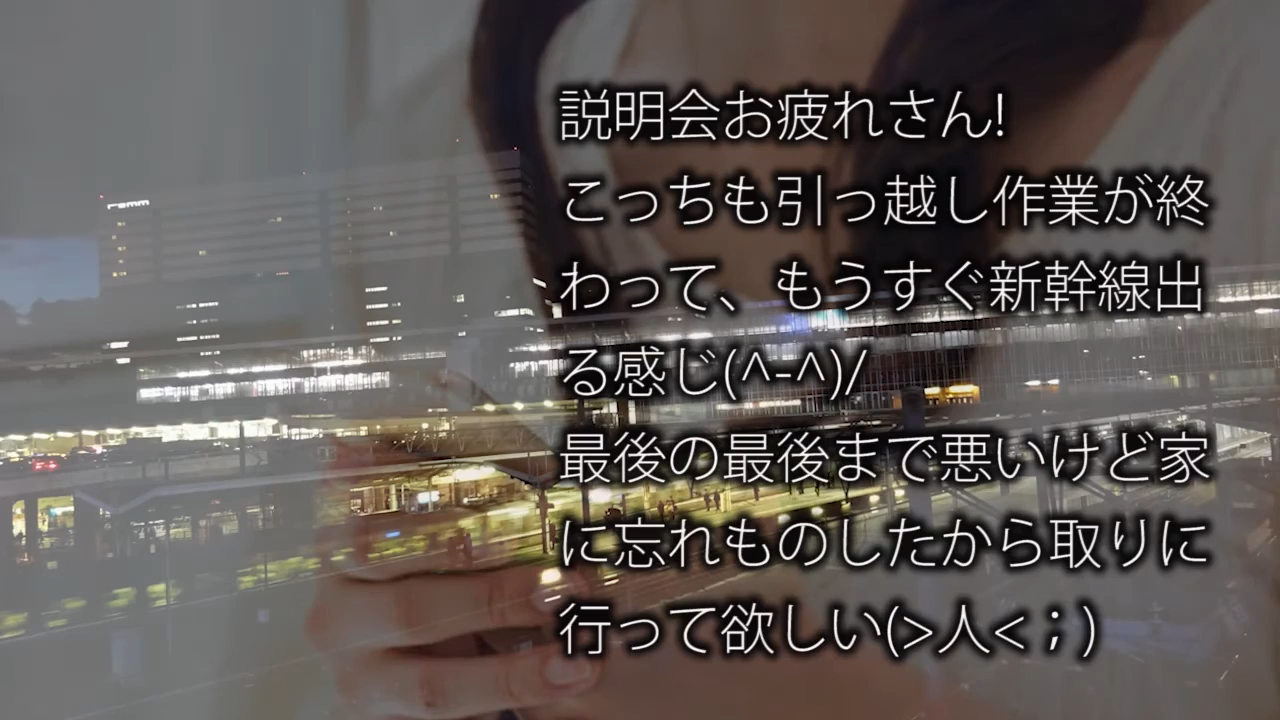 remm
説明会お疲れさん!
こっちも引っ越し作業が終
わって、もうすぐ新幹線出
る感じ(^-^)/
最後の最後まで悪いけど家
に忘れものしたから取りに
行って欲しい(>人<；)